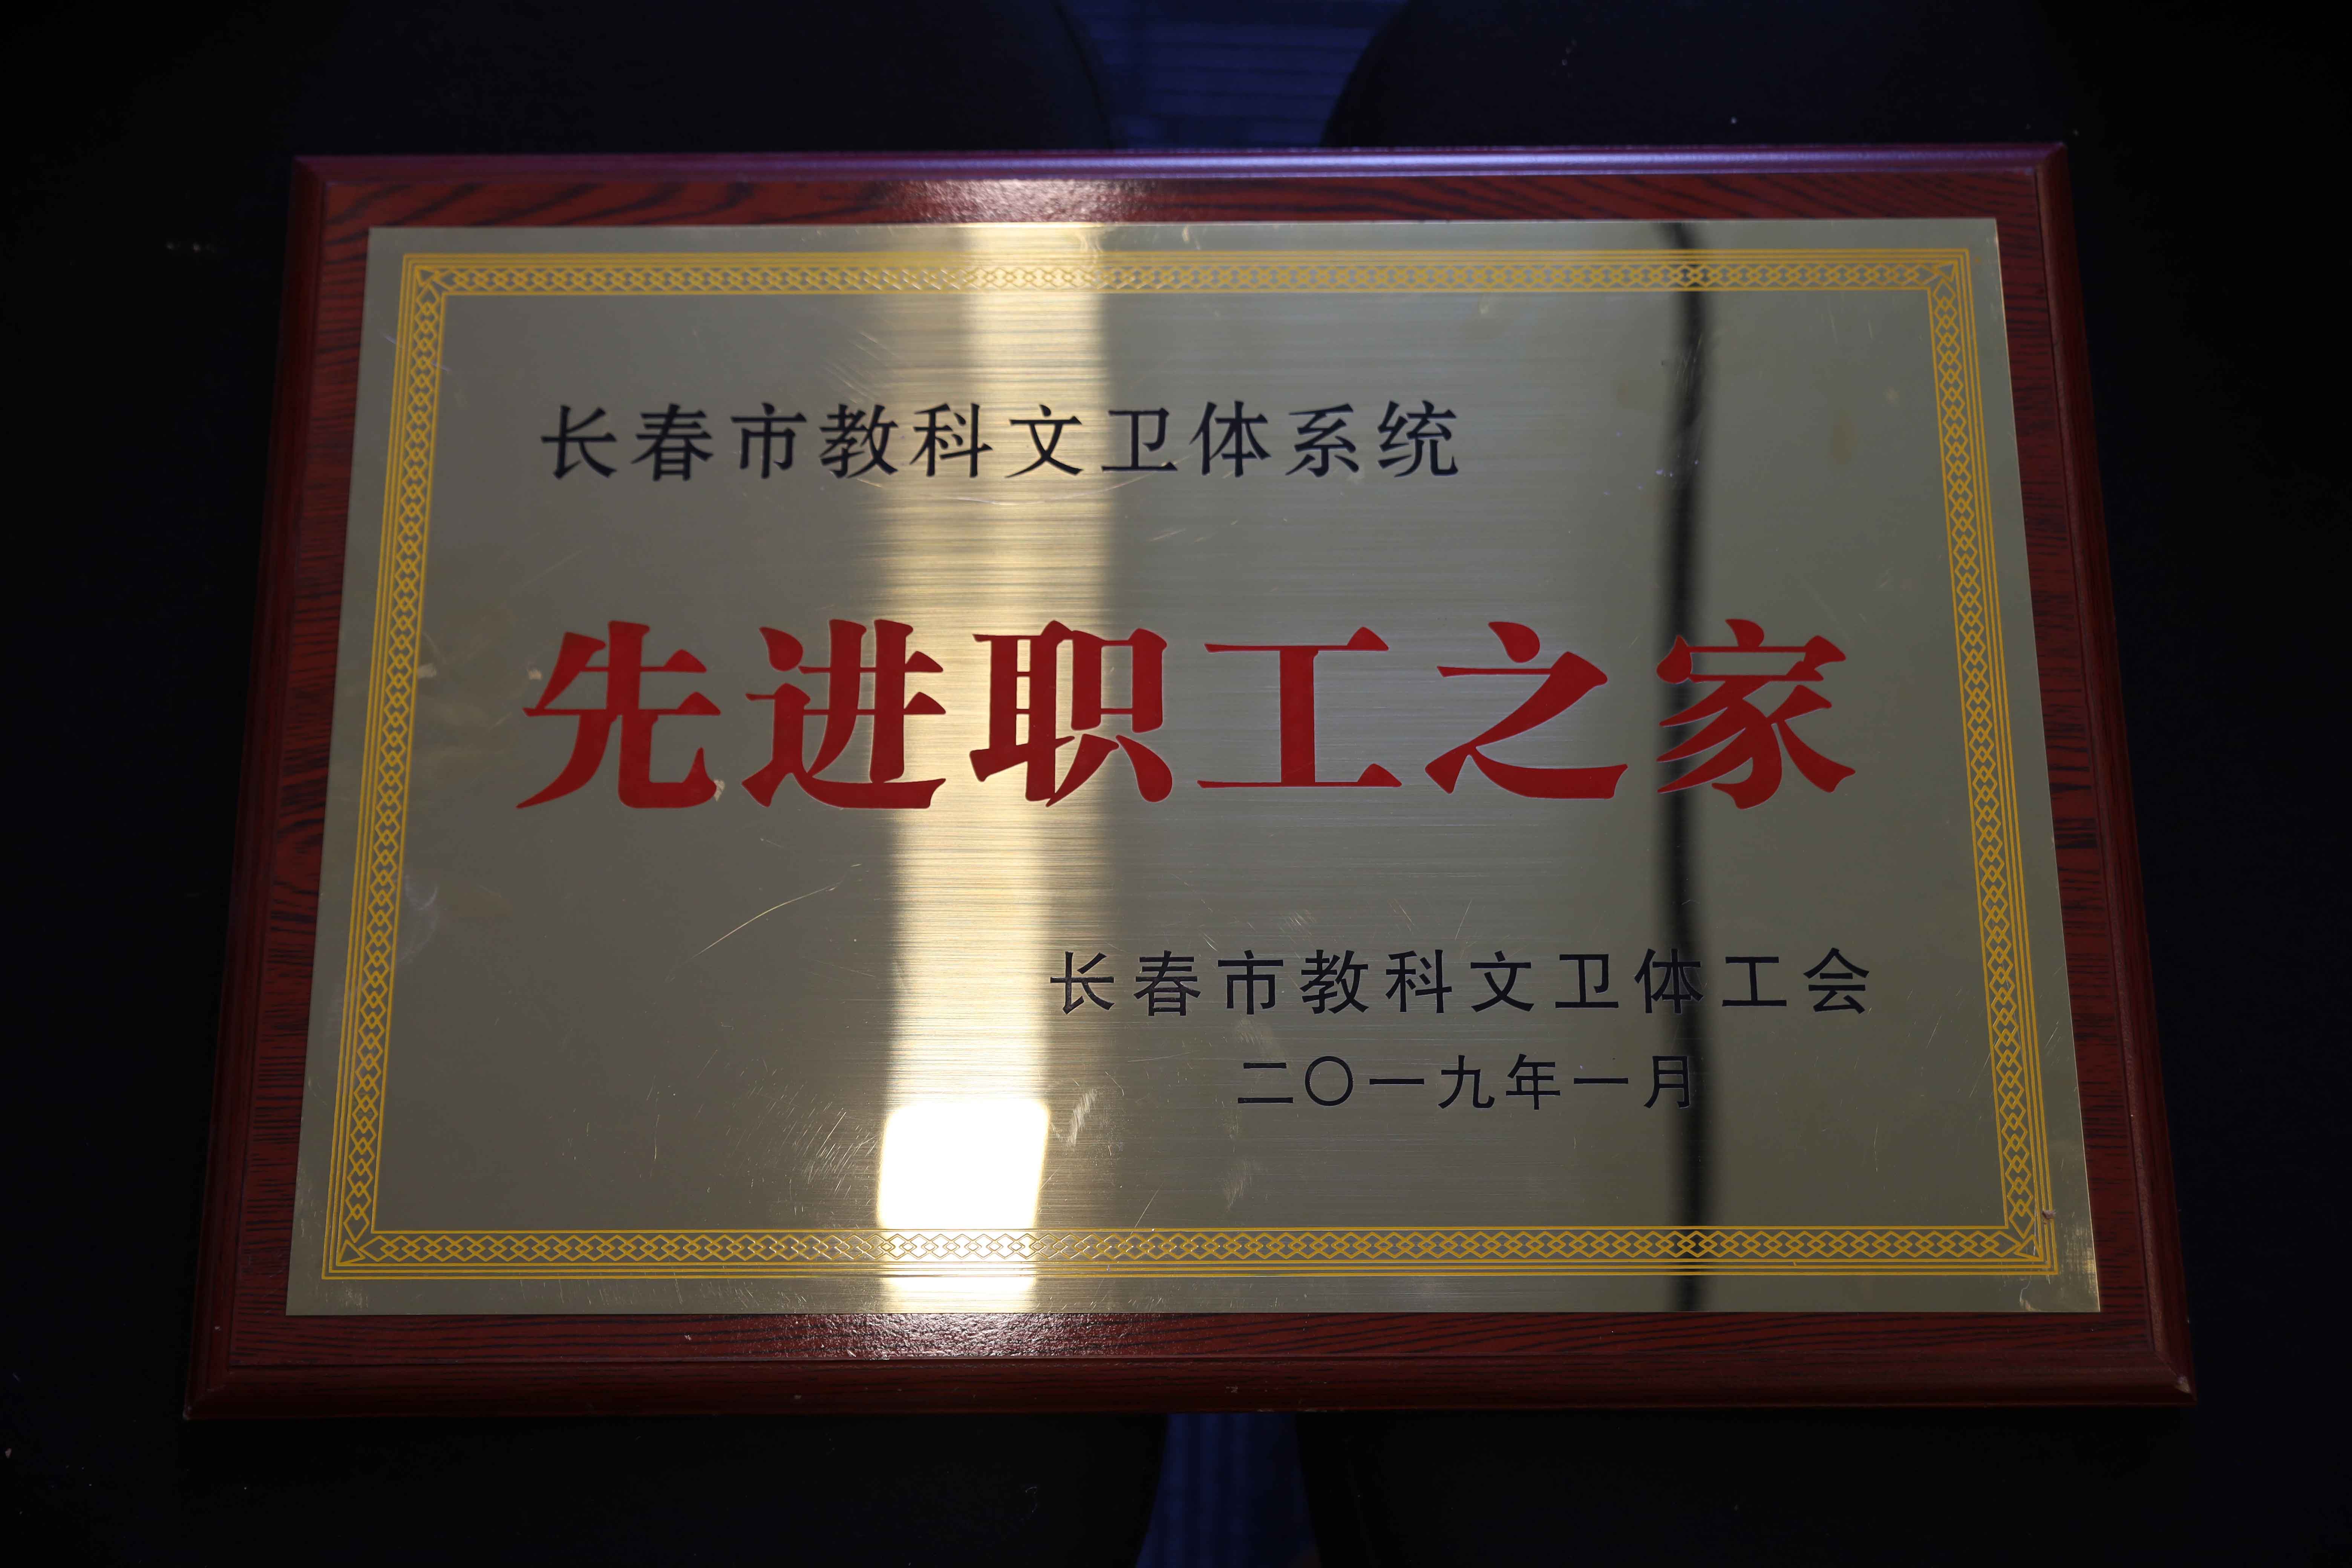 长春市教科文卫体系统
先进职工之家
长春市教科文卫体工会
二〇一九年一月